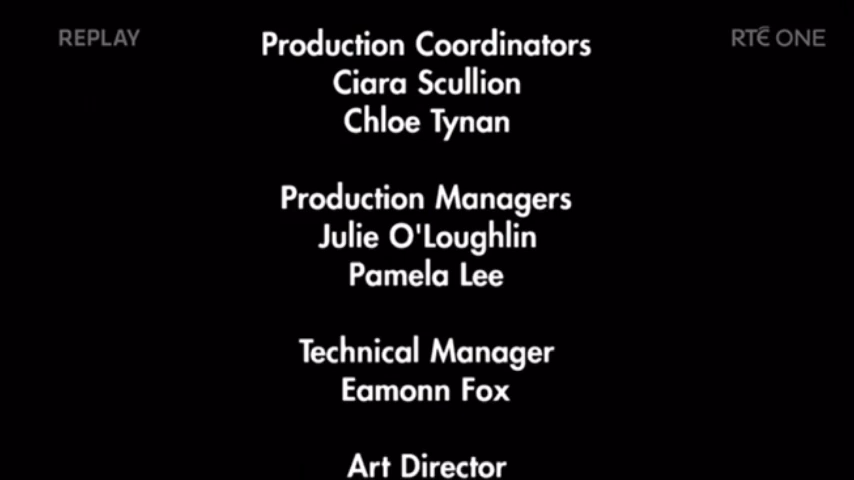 REPLAY
RTÉ ONE
Production Coordinators
Ciara Scullion
Chloe Tynan
Production Managers
Julie O'Loughlin
Pamela Lee
Technical Manager
Eamonn Fox
Art Director